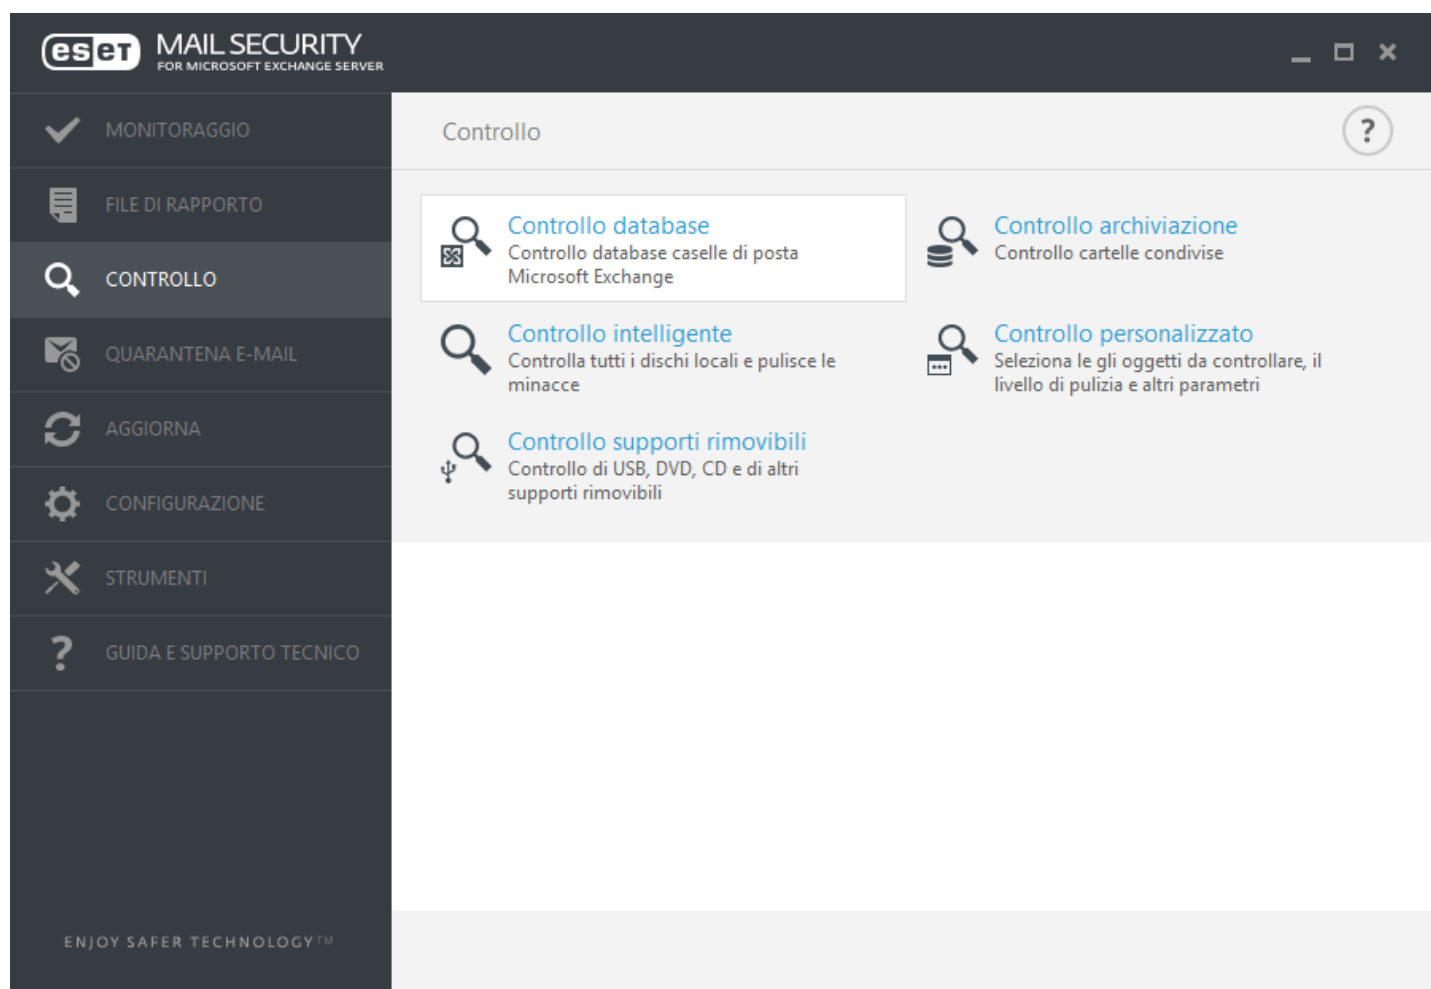 eset MAIL SECURITY
FOR MICROSOFT EXCHANGE SERVER
MONITORAGGIO
FILE DI RAPPORTO
CONTROLLO
QUARANTENA E-MAIL
AGGIORNA
CONFIGURAZIONE
STRUMENTI
GUIDA E SUPPORTO TECNICO
ENJOY SAFER TECHNOLOGY™
Controllo
?
Controllo database
Controllo database caselle di posta
Microsoft Exchange
Controllo archiviazione
Controllo cartelle condivise
Controllo intelligente
Controlla tutti i dischi locali e pulisce le
minacce
Controllo personalizzato
Seleziona le gli oggetti da controllare, il
livello di pulizia e altri parametri
Controllo supporti rimovibili
Controllo di USB, DVD, CD e di altri
supporti rimovibili